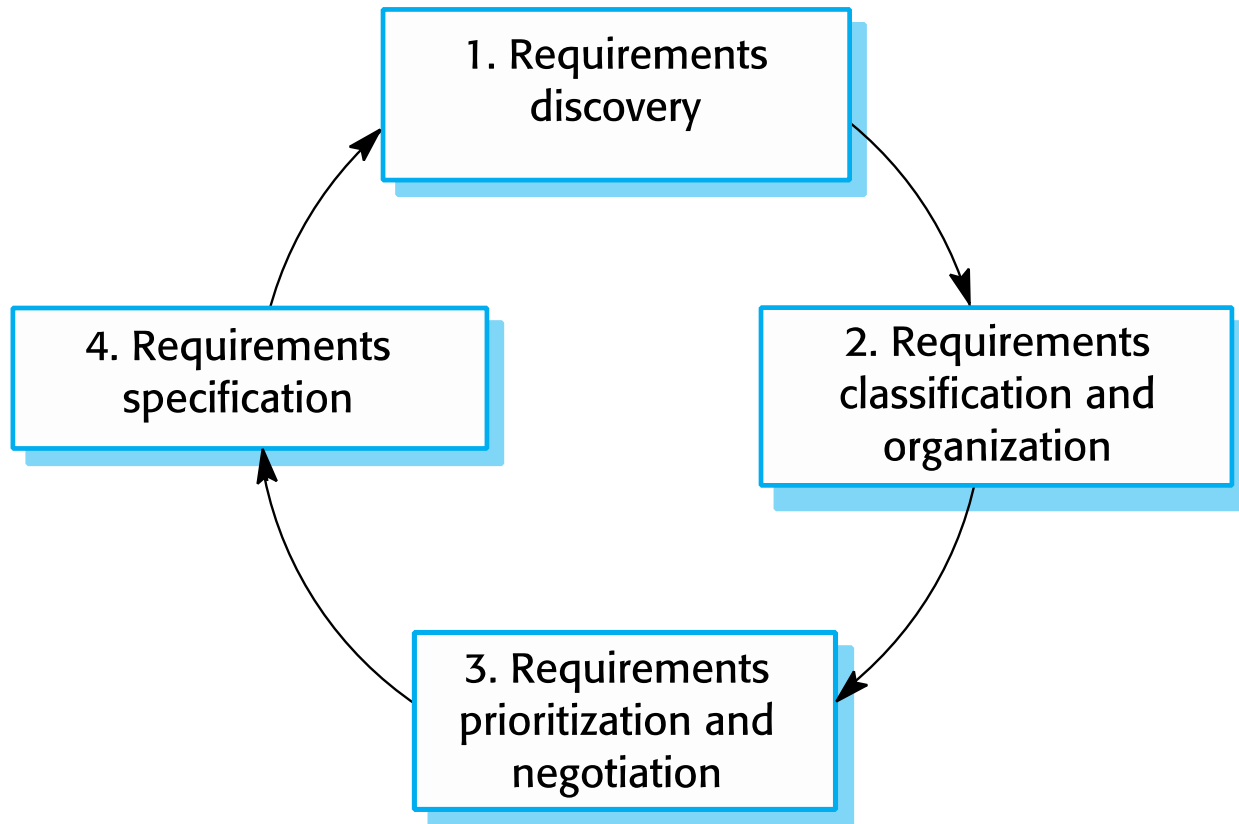 1. Requirements
discovery
2. Requirements
classification and
organization
3. Requirements
prioritization and
negotiation
4. Requirements
specification